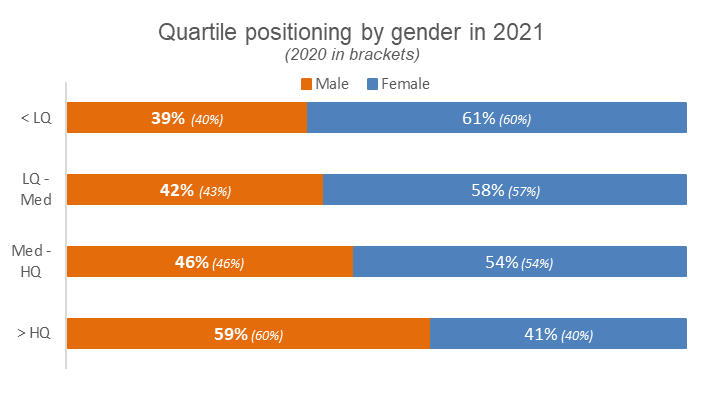 Quartile positioning by gender in 2021
(2020 in brackets)
Male Female
< LQ 39% (40%) 61% (60%)
LQ -
Med 42% (43%) 58% (57%)
Med -
HQ 46% (46%) 54% (54%)
> HQ 59% (60%) 41% (40%)